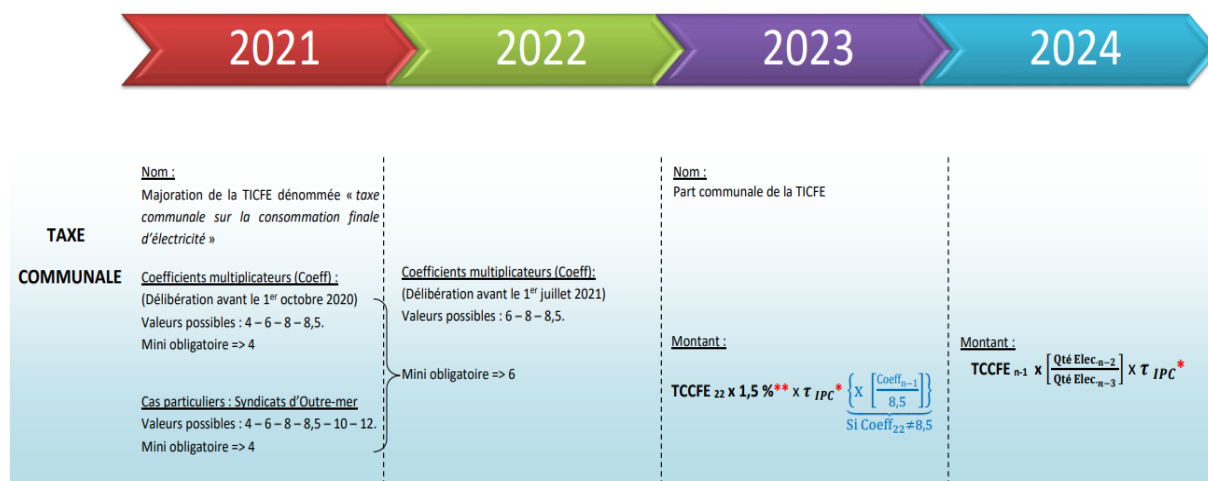 2021
2022
2023
2024
TAXE
COMMUNALE
Nom :
Majoration de la TICFE dénommée « taxe
communale sur la consommation finale
d'électricité »
Coefficients multiplicateurs (Coeff) :
(Délibération avant le 1er octobre 2020)
Valeurs possibles : 4 – 6 – 8 – 8,5.
Mini obligatoire => 4
Cas particuliers : Syndicats d'Outre-mer
Valeurs possibles : 4 – 6 – 8 – 8,5 – 10 – 12.
Mini obligatoire => 4
Coefficients multiplicateurs (Coeff):
(Délibération avant le 1er juillet 2021)
Valeurs possibles : 6 – 8 – 8,5.
Mini obligatoire => 6
Nom :
Part communale de la TICFE
Montant :
TCCFE 22 x 1,5 %** x τ IPC* {x [Coeff n−1 / 8,5]}
Si Coeff22≠8,5
Montant :
TCCFE n-1 x [Qté Elec.n−2 / Qté Elec.n−3] x τ IPC*